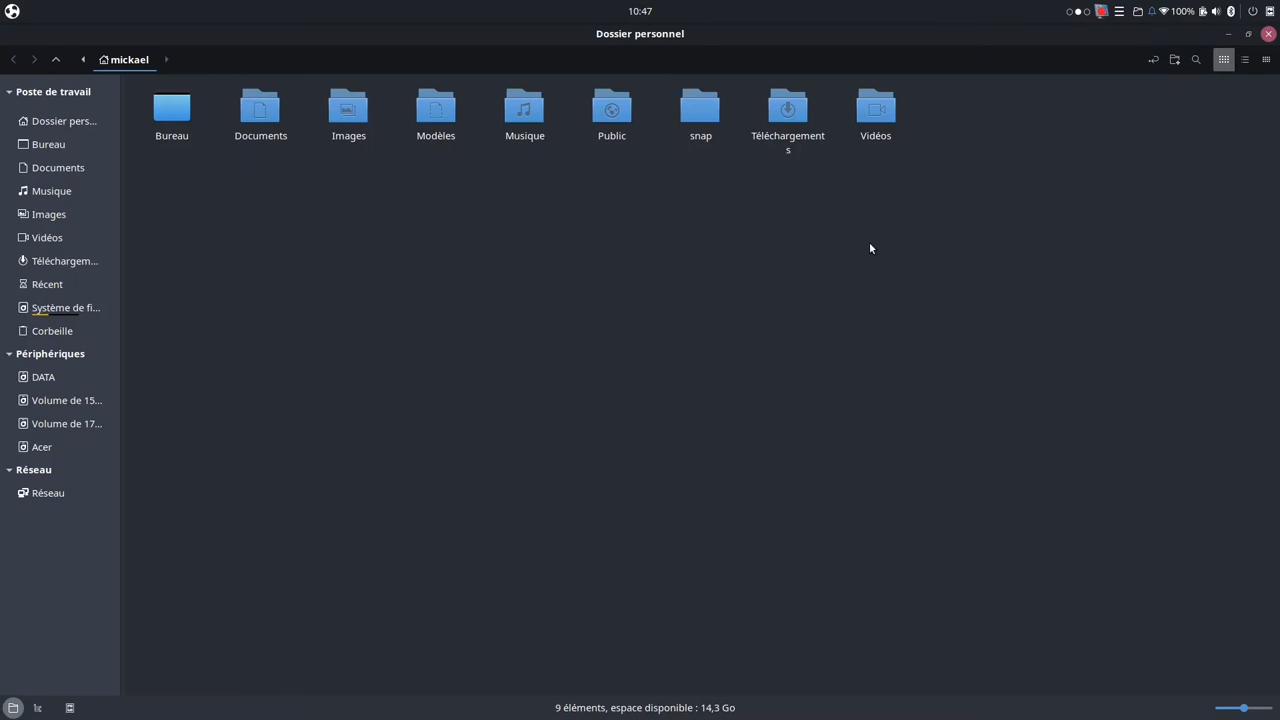 10:47
100%
Dossier personnel
mickael
Poste de travail
Dossier pers...
Bureau
Documents
Musique
Images
Vidéos
Téléchargem...
Récent
Système de fi...
Corbeille
Périphériques
DATA
Volume de 15...
Volume de 17...
Acer
Réseau
Réseau
Bureau
Documents
Images
Modèles
Musique
Public
snap
Téléchargement
s
Vidéos
9 éléments, espace disponible : 14,3 Go